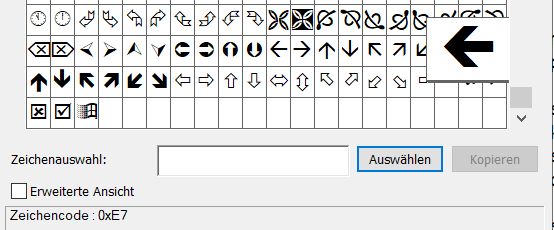 Zeichenauswahl:
Auswählen
Kopieren
Erweiterte Ansicht
Zeichencode : 0xE7